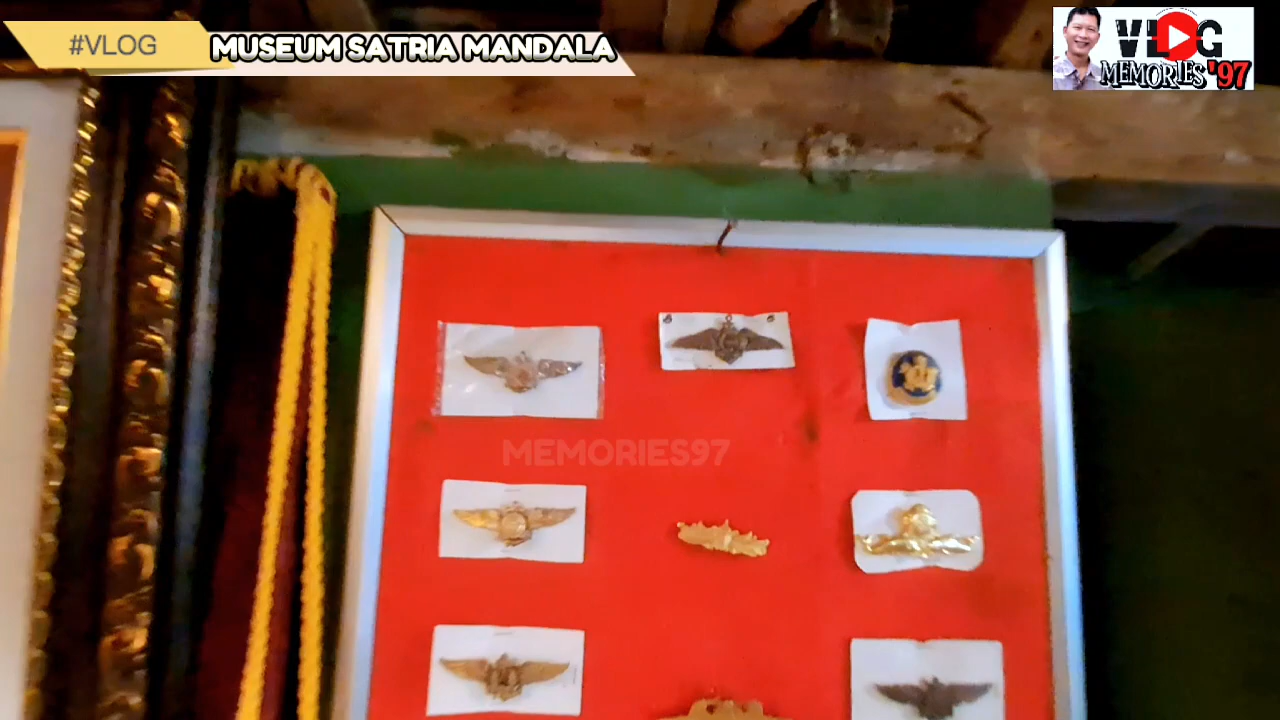 #VLOG
MUSEUM SATRIA MANDALA
VLOG
MEMORIES '97
MEMORIES97